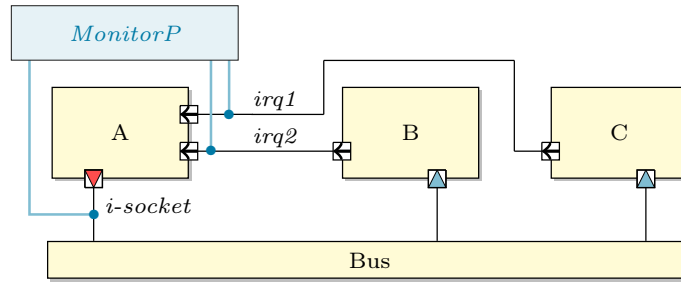 MonitorP
irq1
A
irq2
B
C
i-socket
Bus